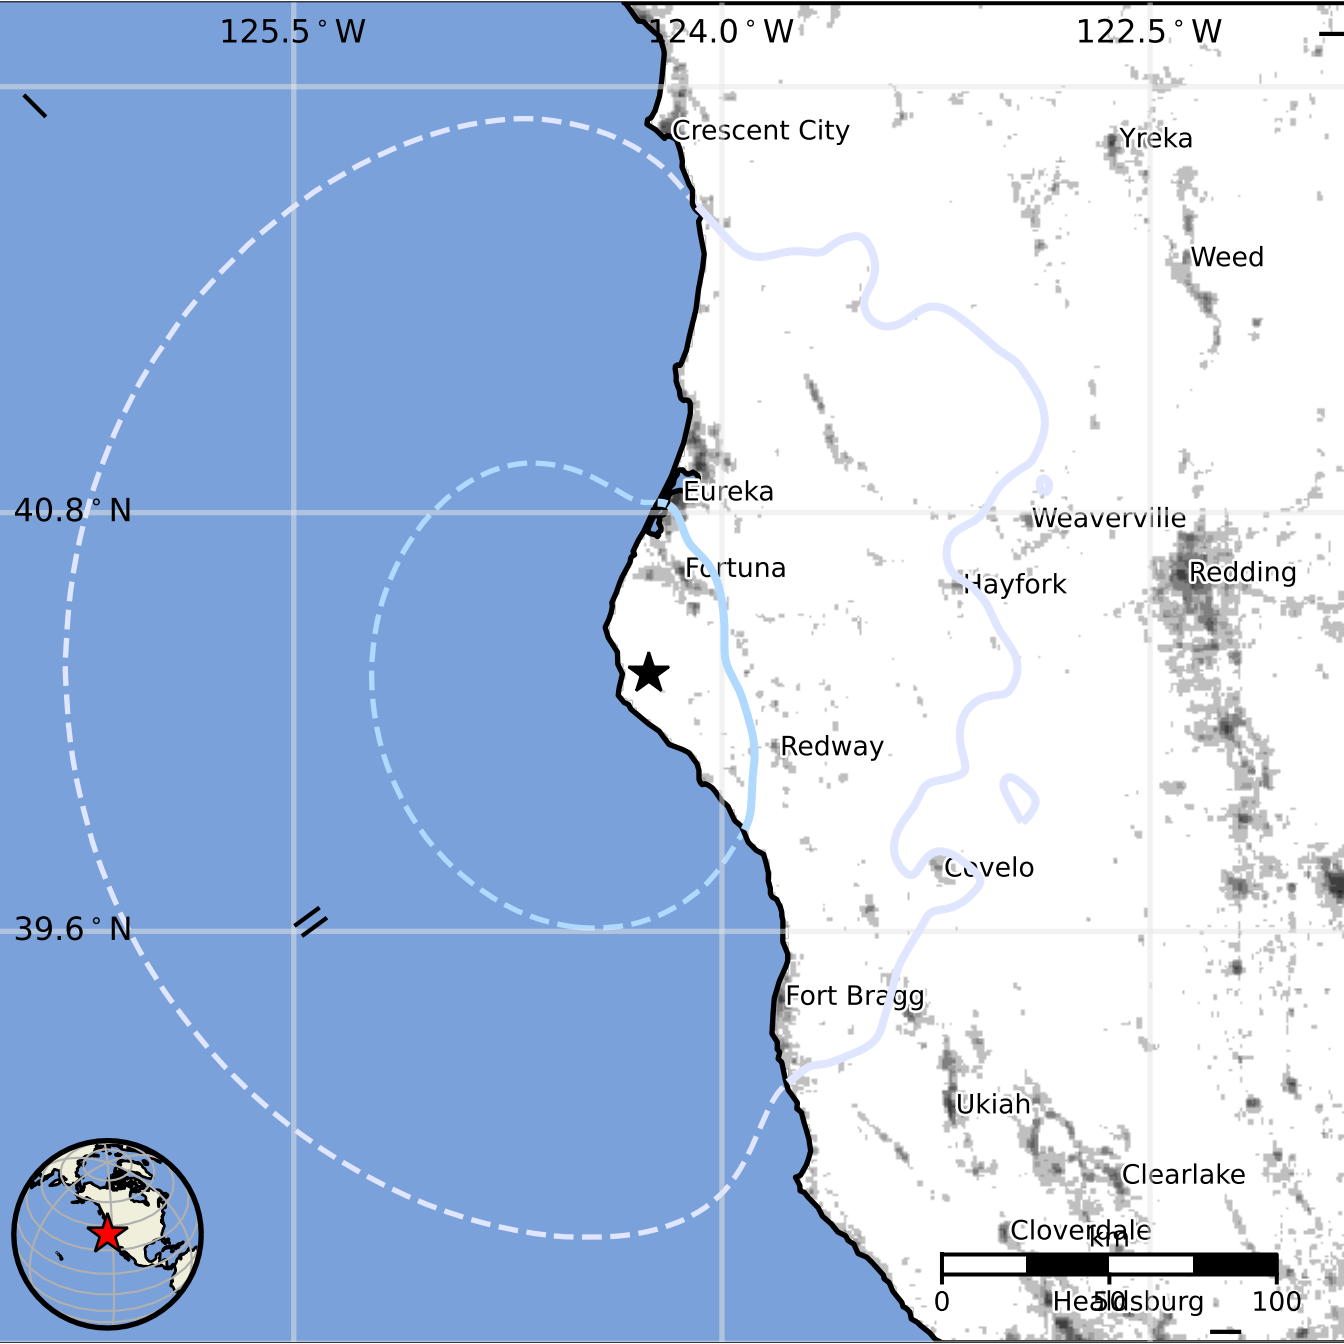 125.5°W
124.0°W
122.5°W
Crescent City
Yreka
Weed
Eureka
40.8°N
Weaverville
Fortuna
Redding
Hayfork
Redway
Covelo
39.6°N
Fort Bragg
Ukiah
Clearlake
Cloverdale
km
0
50
100
Healdsburg